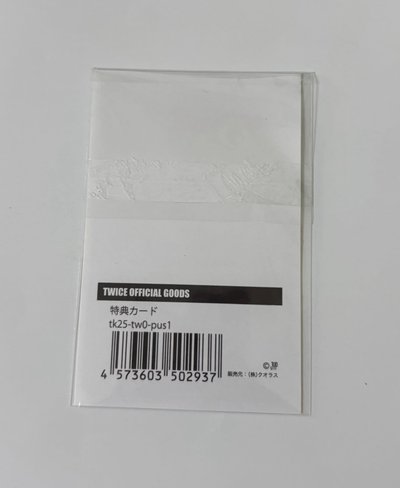 TWICE OFFICIAL GOODS
特典カード
tk25-tw0-pus1
4 573603 502937
©
販売元：(株)クオラス